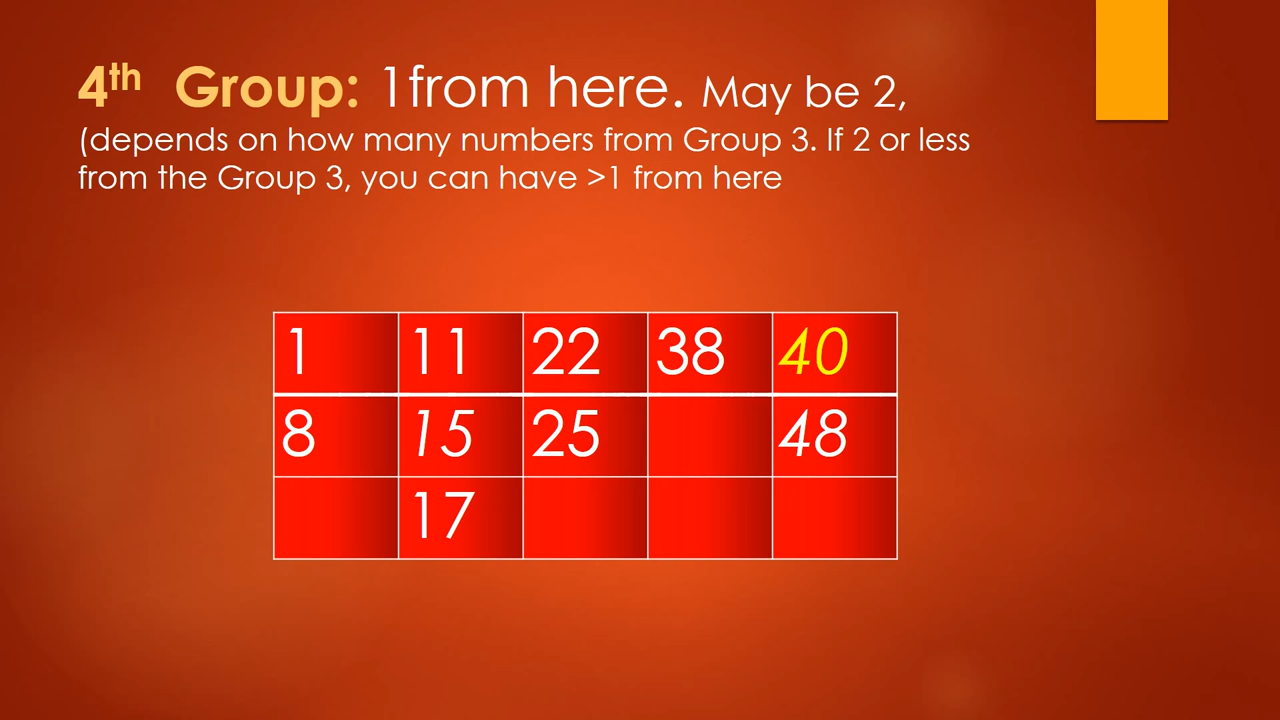 4th Group: 1from here. May be 2,
(depends on how many numbers from Group 3. If 2 or less
from the Group 3, you can have >1 from here
1 11 22 38 40
8 15 25 48
17